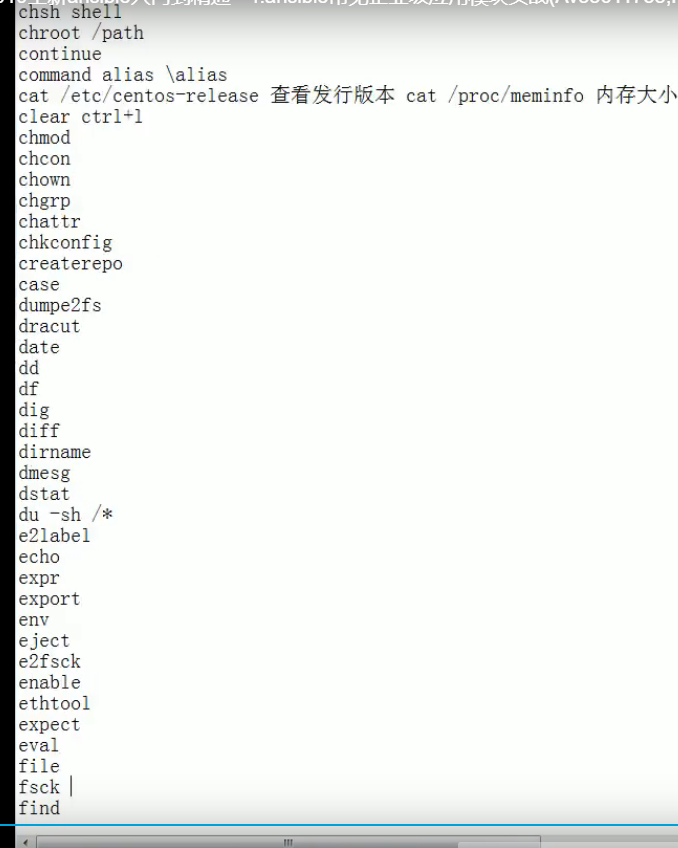 chsh shell
chroot /path
continue
command alias \alias
cat /etc/centos-release 查看发行版本 cat /proc/meminfo 内存大小
clear ctrl+l
chmod
chcon
chown
chgrp
chattr
chkconfig
createrepo
case
dumpe2fs
dracut
date
dd
df
dig
diff
dirname
dmesg
dstat
du -sh /*
e2label
echo
expr
export
env
eject
e2fsck
enable
ethtool
expect
eval
file
fsck
find